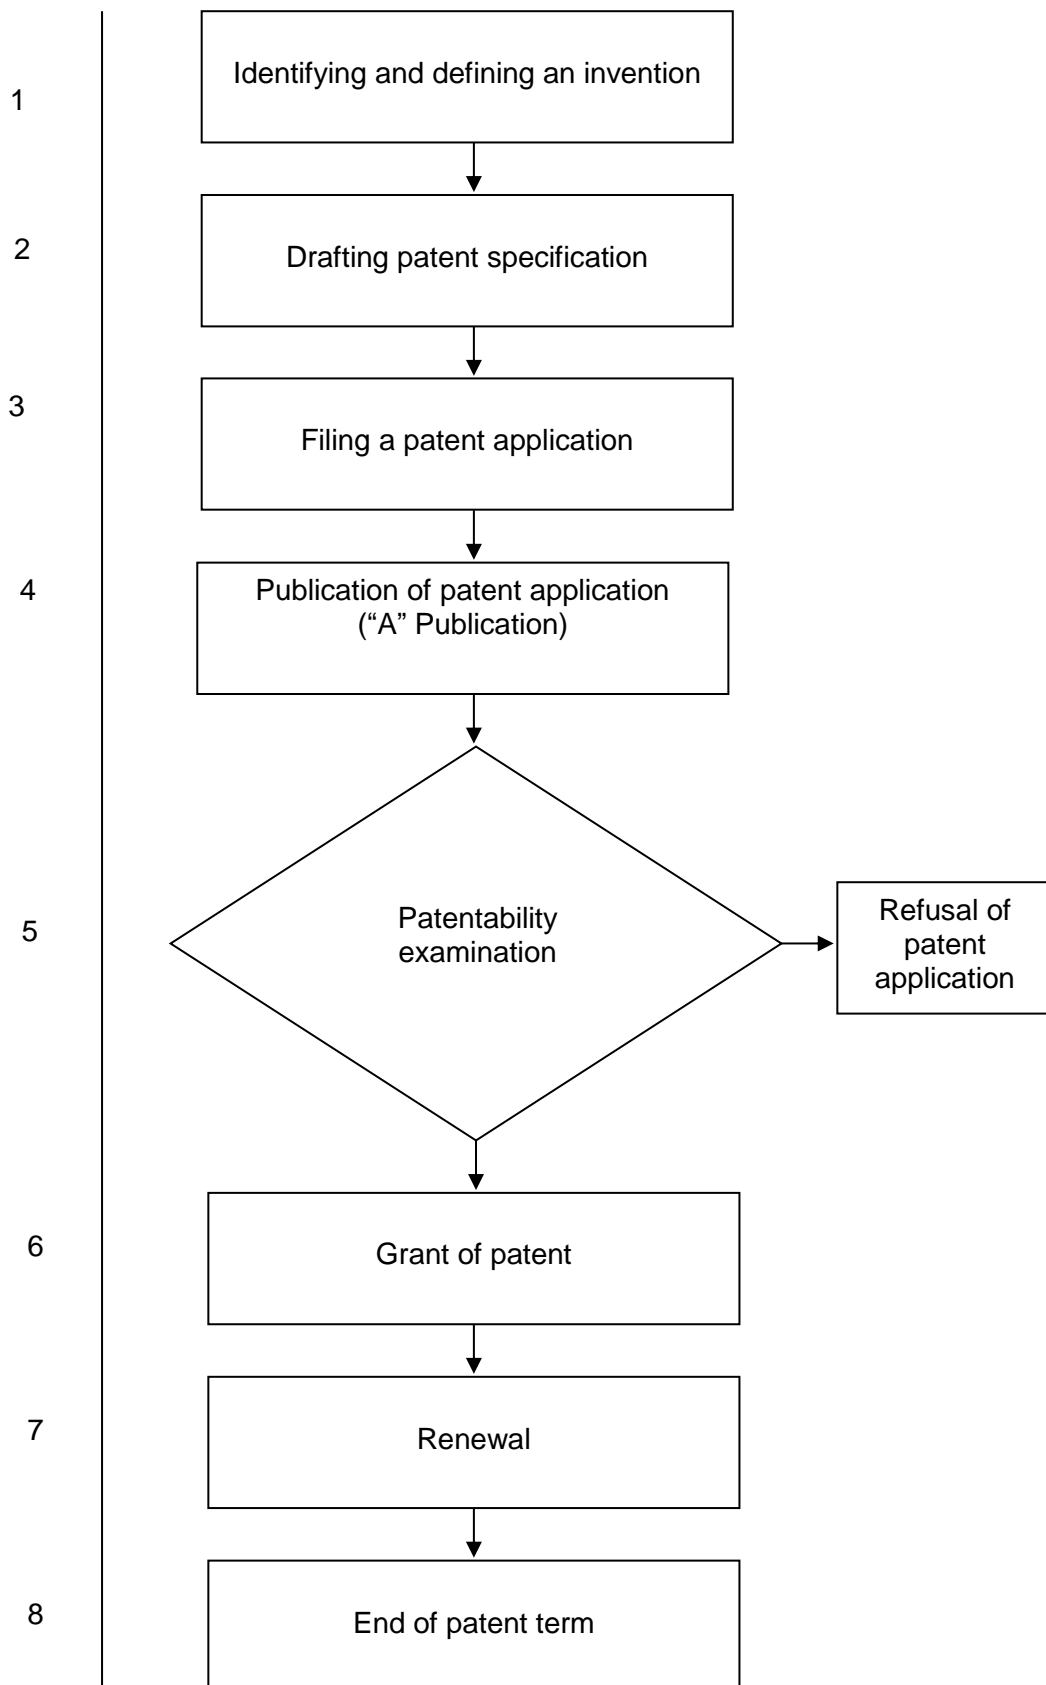 1
Identifying and defining an invention
2
Drafting patent specification
3
Filing a patent application
4
Publication of patent application
(“A” Publication)
5
Patentability
examination
Refusal of
patent
application
6
Grant of patent
7
Renewal
8
End of patent term